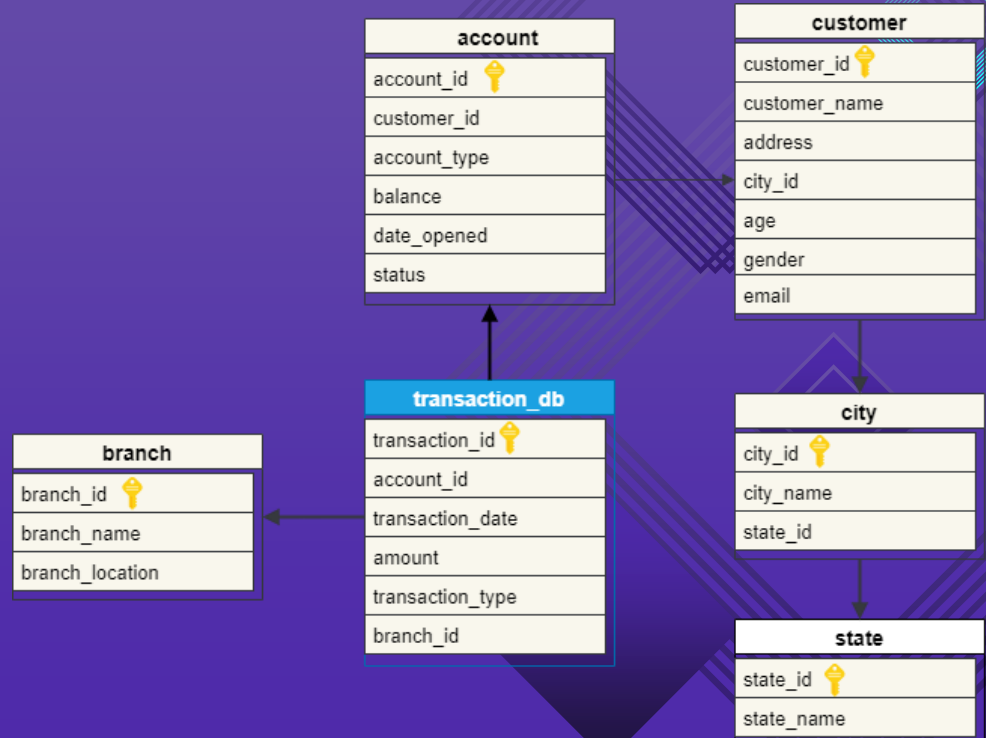 account
account_id
customer_id
account_type
balance
date_opened
status
customer
customer_id
customer_name
address
city_id
age
gender
email
transaction_db
transaction_id
account_id
transaction_date
amount
transaction_type
branch_id
branch
branch_id
branch_name
branch_location
city
city_id
city_name
state_id
state
state_id
state_name